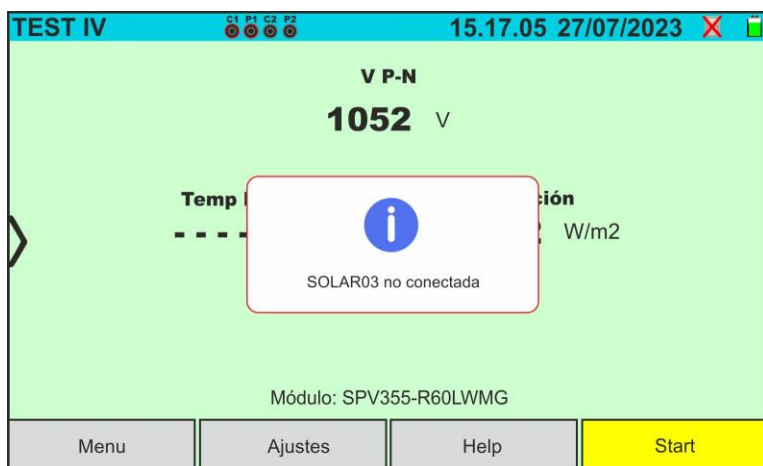 TEST IV C1 P1 C2 P2 15.17.05 27/07/2023
V P-N
1052 V
Temp ión
- - - - W/m2
SOLAR03 no conectada
Módulo: SPV355-R60LWMG
Menu Ajustes Help Start